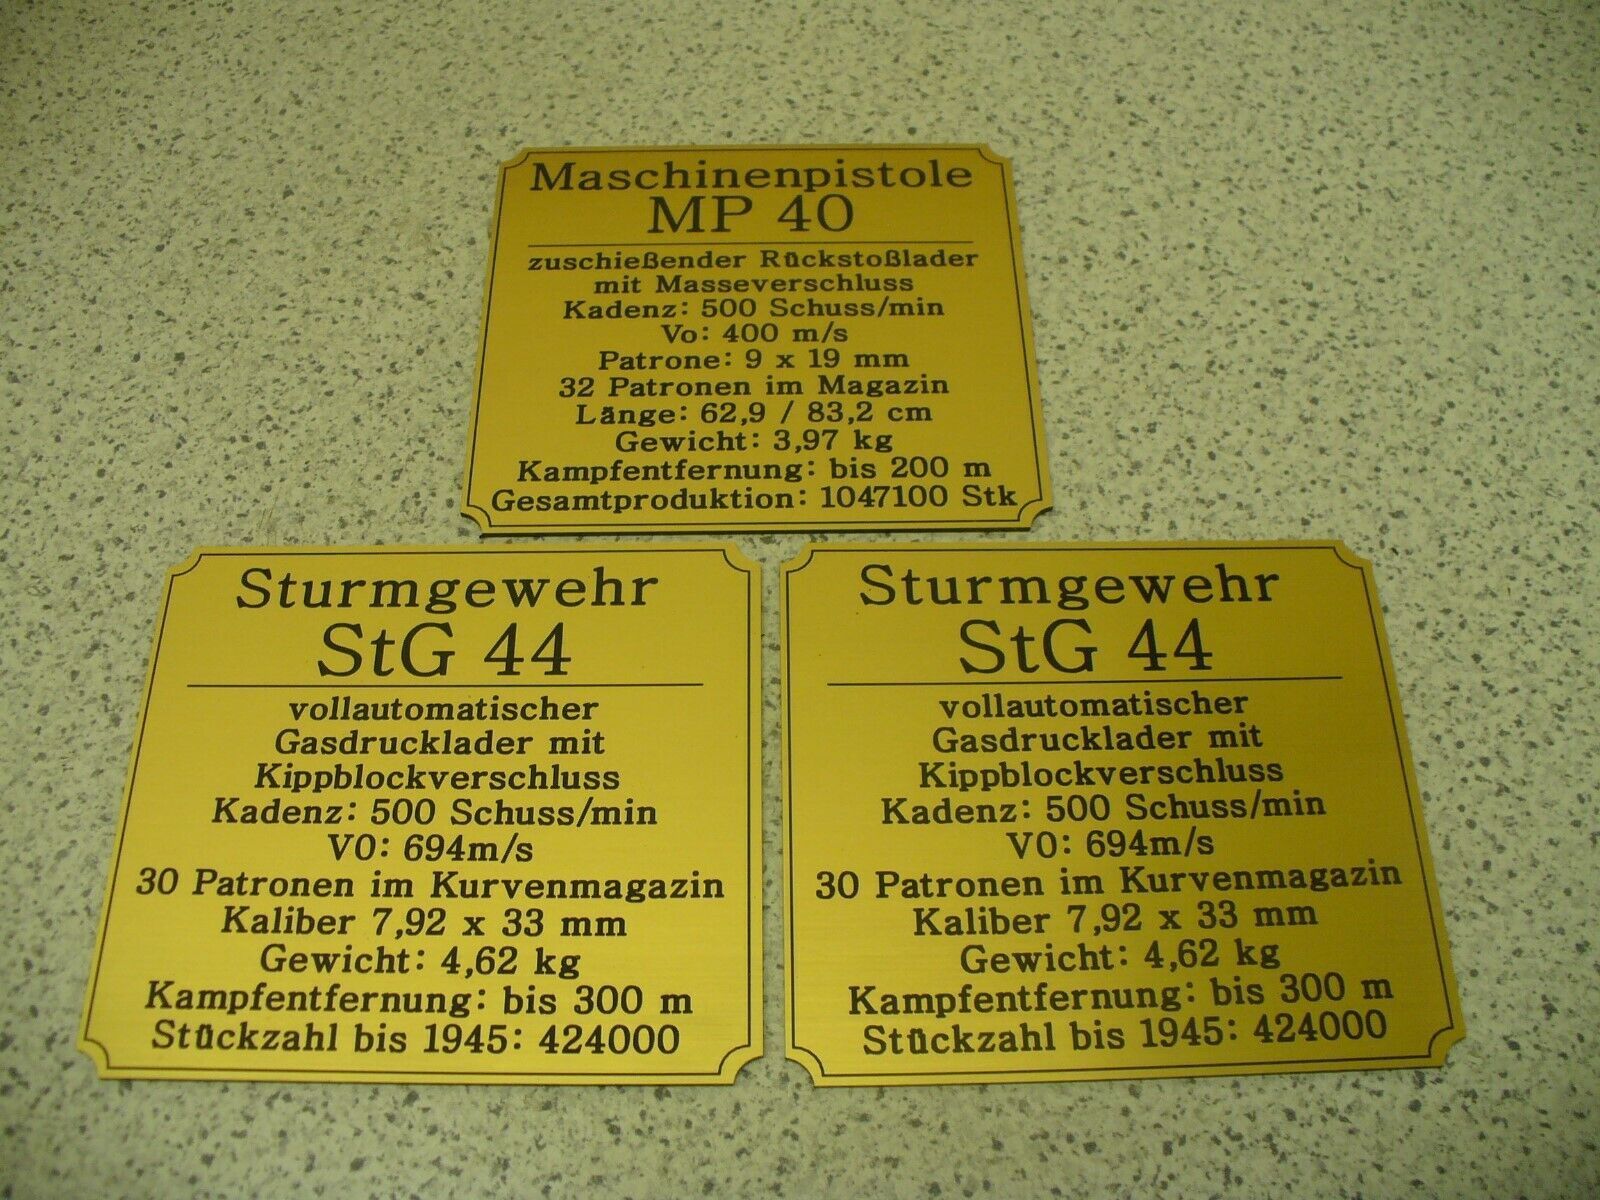 Maschinenpistole
MP 40
zuschießender Rückstoßlader
mit Masseverschluss
Kadenz: 500 Schuss/min
Vo: 400 m/s
Patrone: 9 x 19 mm
32 Patronen im Magazin
Länge: 62,9 / 83,2 cm
Gewicht: 3,97 kg
Kampfentfernung: bis 200 m
Gesamtproduktion: 1047100 Stk
Sturmgewehr
StG 44
vollautomatischer
Gasdrucklader mit
Kippblockverschluss
Kadenz: 500 Schuss/min
V0: 694m/s
30 Patronen im Kurvenmagazin
Kaliber 7,92 x 33 mm
Gewicht: 4,62 kg
Kampfentfernung: bis 300 m
Stückzahl bis 1945: 424000
Sturmgewehr
StG 44
vollautomatischer
Gasdrucklader mit
Kippblockverschluss
Kadenz: 500 Schuss/min
V0: 694m/s
30 Patronen im Kurvenmagazin
Kaliber 7,92 x 33 mm
Gewicht: 4,62 kg
Kampfentfernung: bis 300 m
Stückzahl bis 1945: 424000